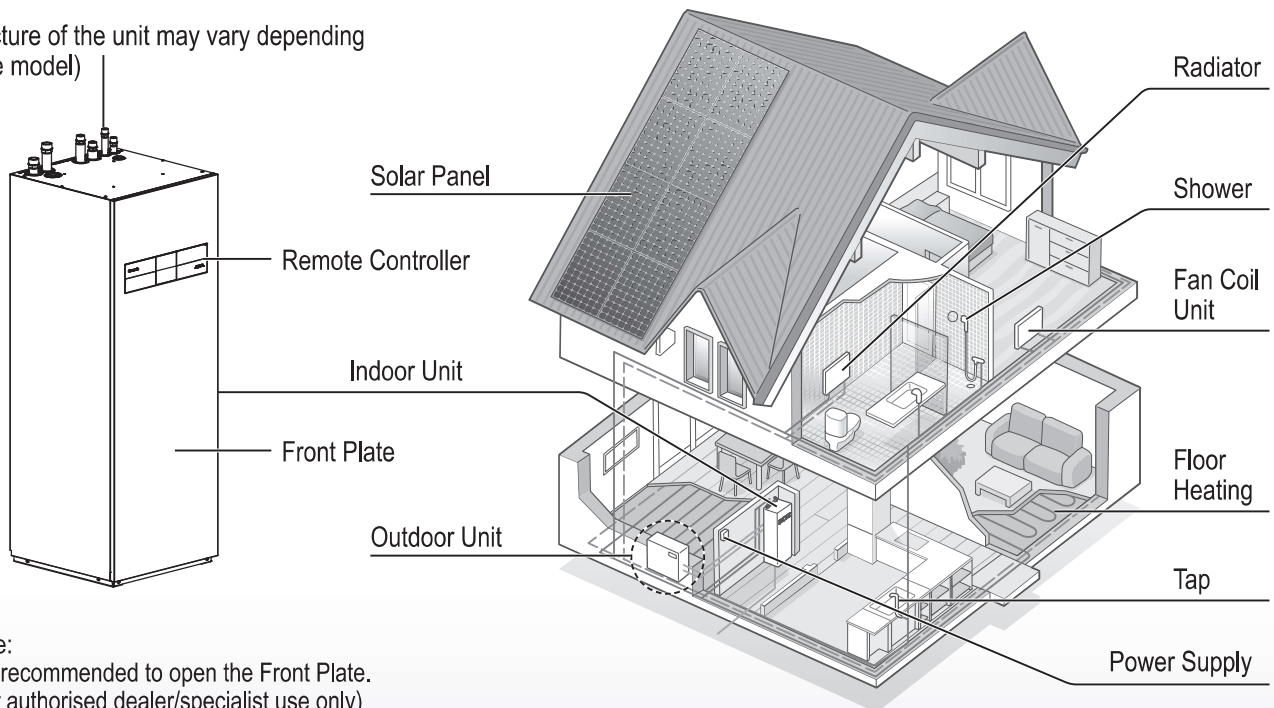 cture of the unit may vary depending
e model)
Solar Panel
Remote Controller
Indoor Unit
Front Plate
Outdoor Unit
Radiator
Shower
Fan Coil
Unit
Floor
Heating
Tap
Power Supply
e:
recommended to open the Front Plate.
r authorised dealer/specialist use only)